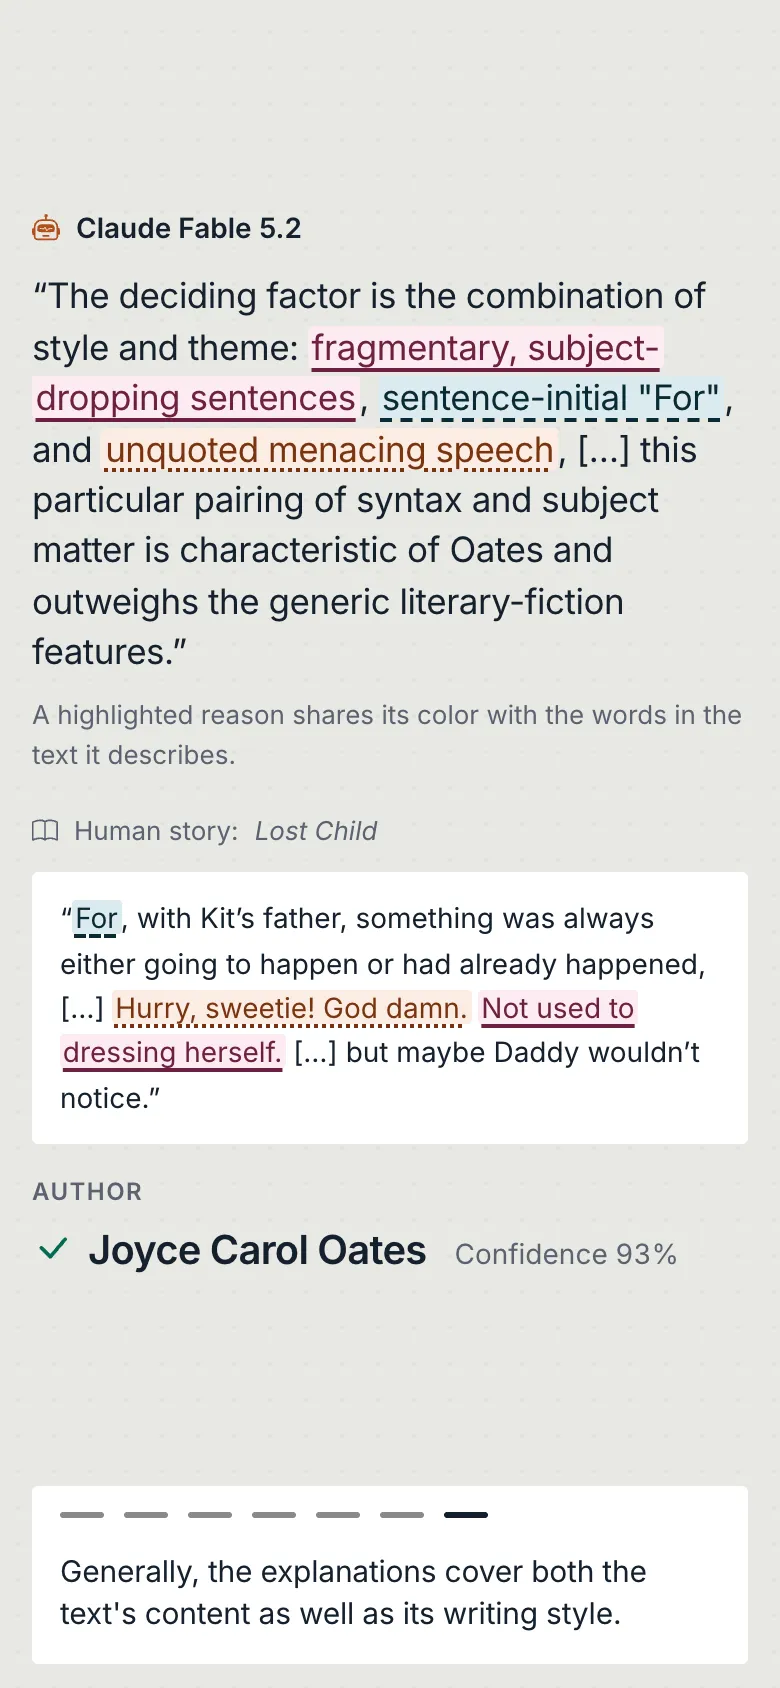 Claude Fable 5.2
“The deciding factor is the combination of
style and theme: fragmentary, subject-
dropping sentences, sentence-initial "For",
and unquoted menacing speech, [...] this
particular pairing of syntax and subject
matter is characteristic of Oates and
outweighs the generic literary-fiction
features.”
A highlighted reason shares its color with the words in the
text it describes.
Human story: Lost Child
“For, with Kit’s father, something was always
either going to happen or had already happened,
[...] Hurry, sweetie! God damn. Not used to
dressing herself. [...] but maybe Daddy wouldn’t
notice.”
AUTHOR
Joyce Carol Oates Confidence 93%
Generally, the explanations cover both the
text's content as well as its writing style.